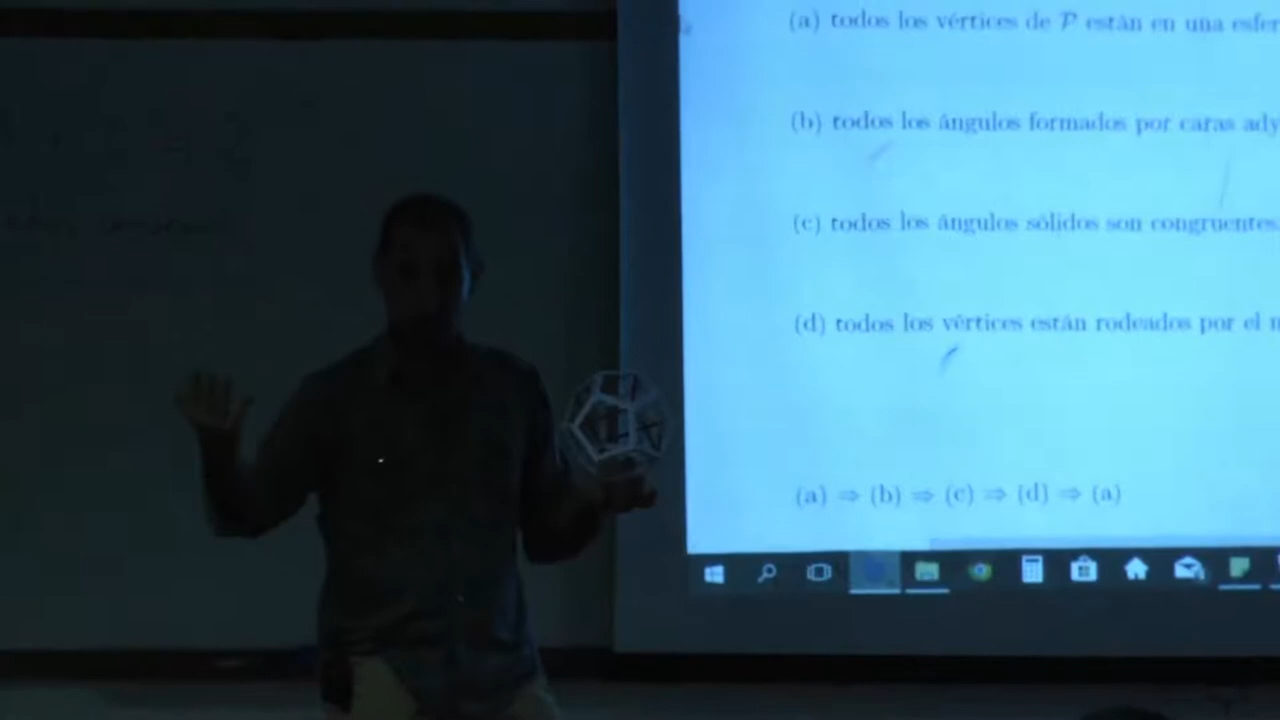 (a) todos los vértices de P están en una esfer
(b) todos los ángulos formados por caras ady
(c) todos los ángulos sólidos son congruentes.
(d) todos los vértices están rodeados por el n
(a) ⇒ (b) ⇒ (c) ⇒ (d) ⇒ (a)